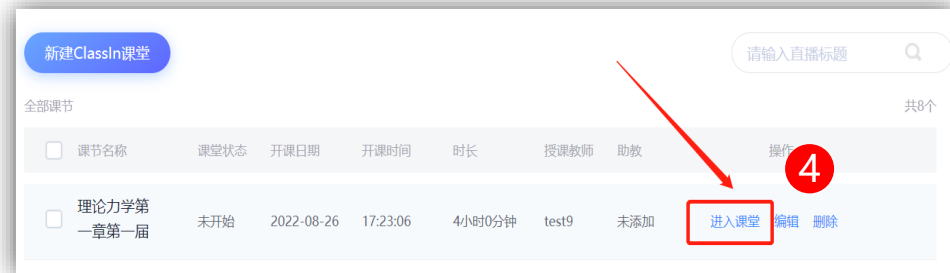 新建ClassIn课堂
请输入直播标题
全部课节
共8个
课节名称 课堂状态 开课日期 开课时间 时长 授课教师 助教 操作
4
理论力学第
一章第一届
未开始 2022-08-26 17:23:06 4小时0分钟 test9 未添加 进入课堂 编辑 删除